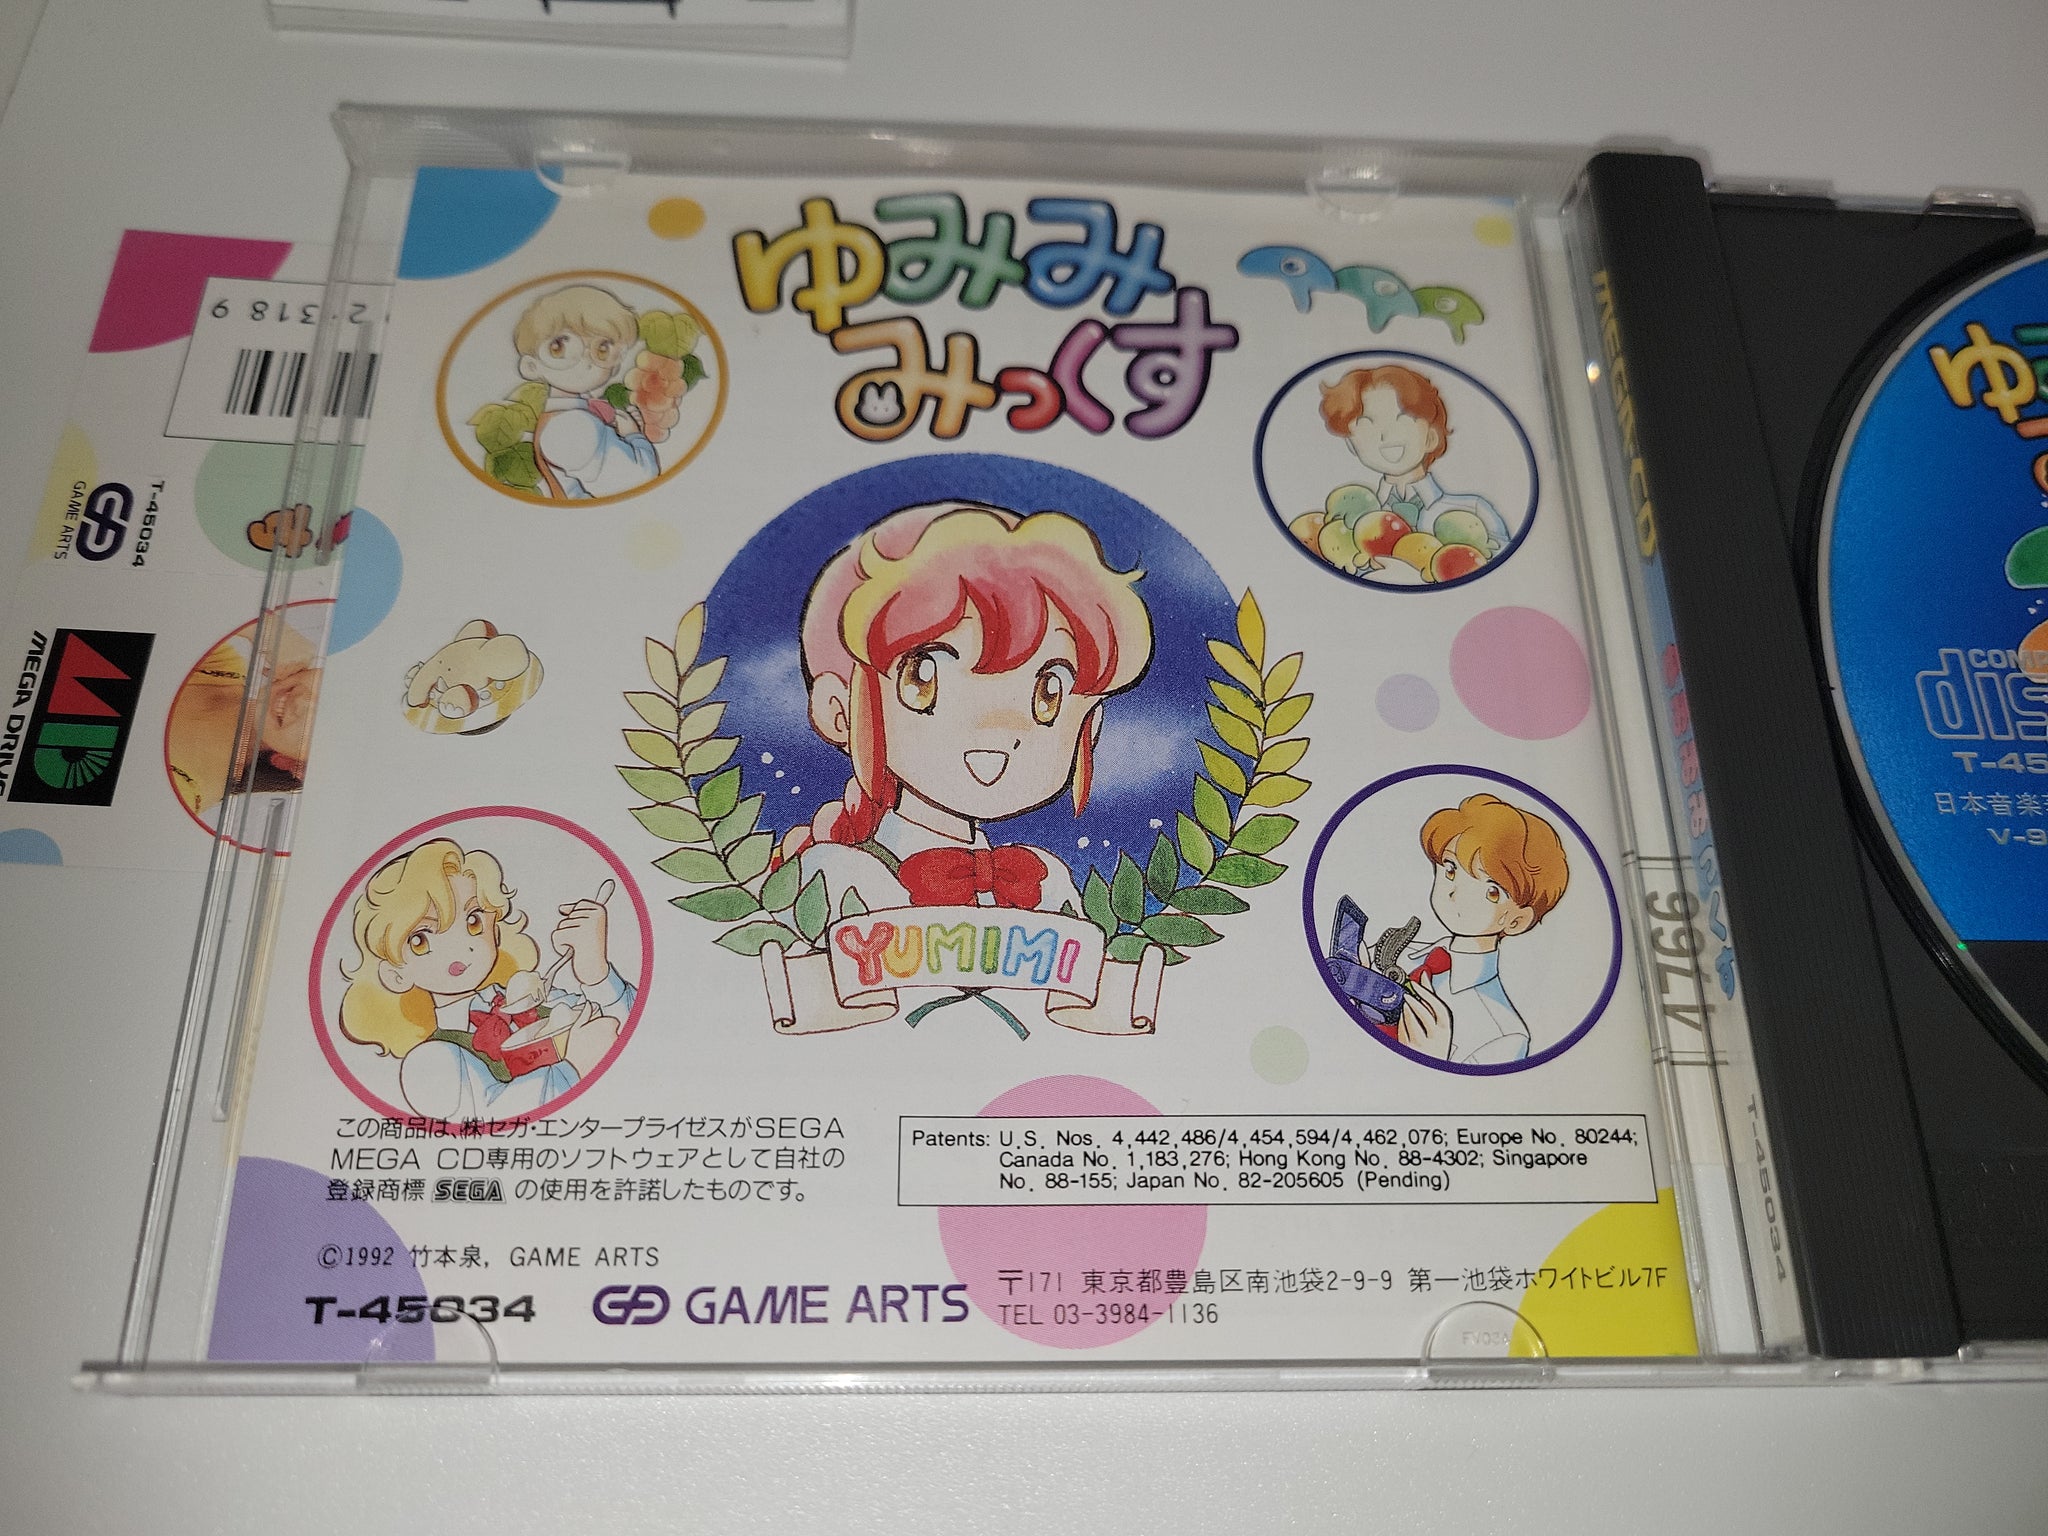 ゆみみ
みっくす
YUMIMI
この商品は、㈱セガ・エンタープライゼスがSEGA
MEGA CD専用のソフトウェアとして自社の
登録商標 SEGA の使用を許諾したものです。
Patents: U.S. Nos. 4,442,486/4,454,594/4,462,076; Europe No. 80244;
Canada No. 1,183,276; Hong Kong No. 88-4302; Singapore
No. 88-155; Japan No. 82-205605 (Pending)
©1992 竹本泉, GAME ARTS
T-45034
GAME ARTS
〒171 東京都豊島区南池袋2-9-9 第一池袋ホワイトビル7F
TEL 03-3984-1136
318 9
T-45034
GAME ARTS
MEGA DRIVE
MEGA-CD
T-45034
ゆ
COMP
dis
T-45
日本音楽
V-9